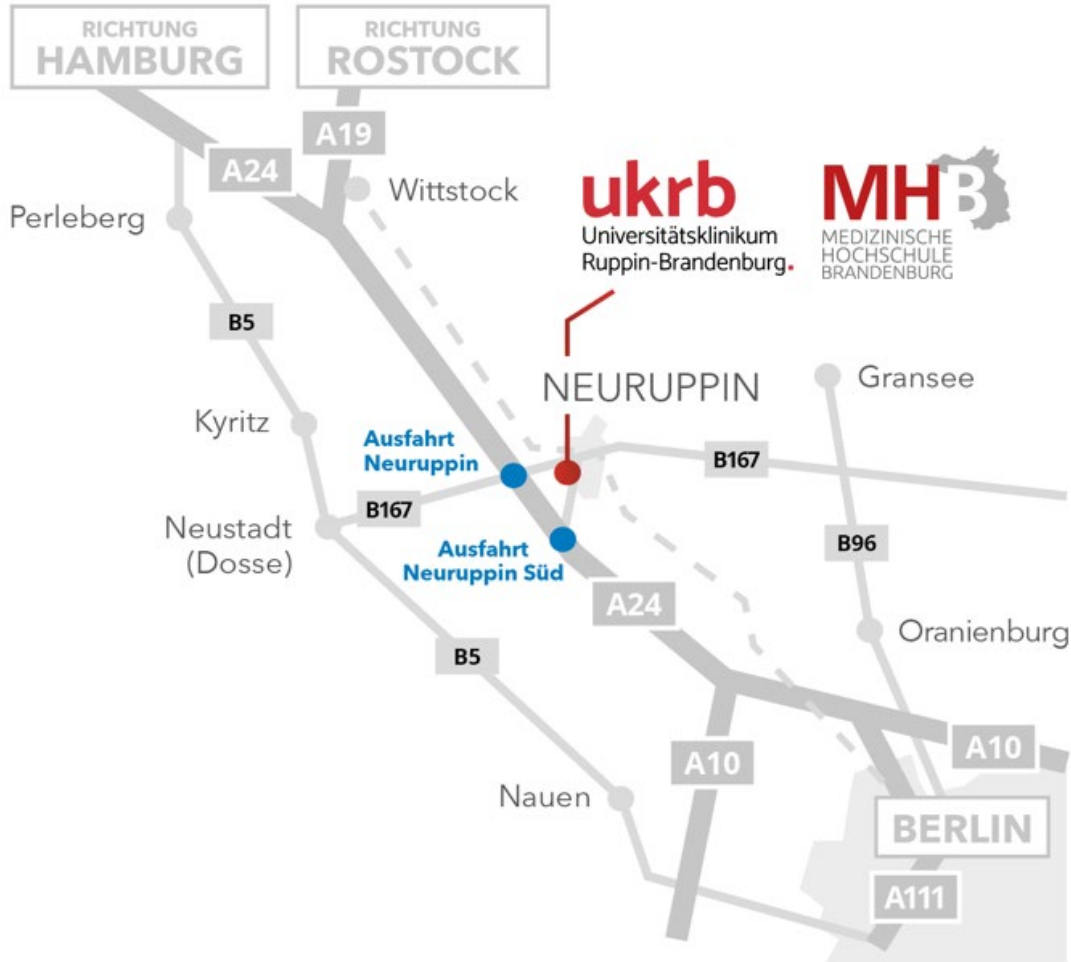 RICHTUNG
HAMBURG
RICHTUNG
ROSTOCK
A19
A24
Wittstock
Perleberg
ukrb
Universitätsklinikum
Ruppin-Brandenburg.
MHB
MEDIZINISCHE
HOCHSCHULE
BRANDENBURG
B5
NEURUPPIN
Gransee
Kyritz
Ausfahrt
Neuruppin
B167
B167
Neustadt
(Dosse)
Ausfahrt
Neuruppin Süd
B96
A24
Oranienburg
B5
A10
A10
Nauen
BERLIN
A111